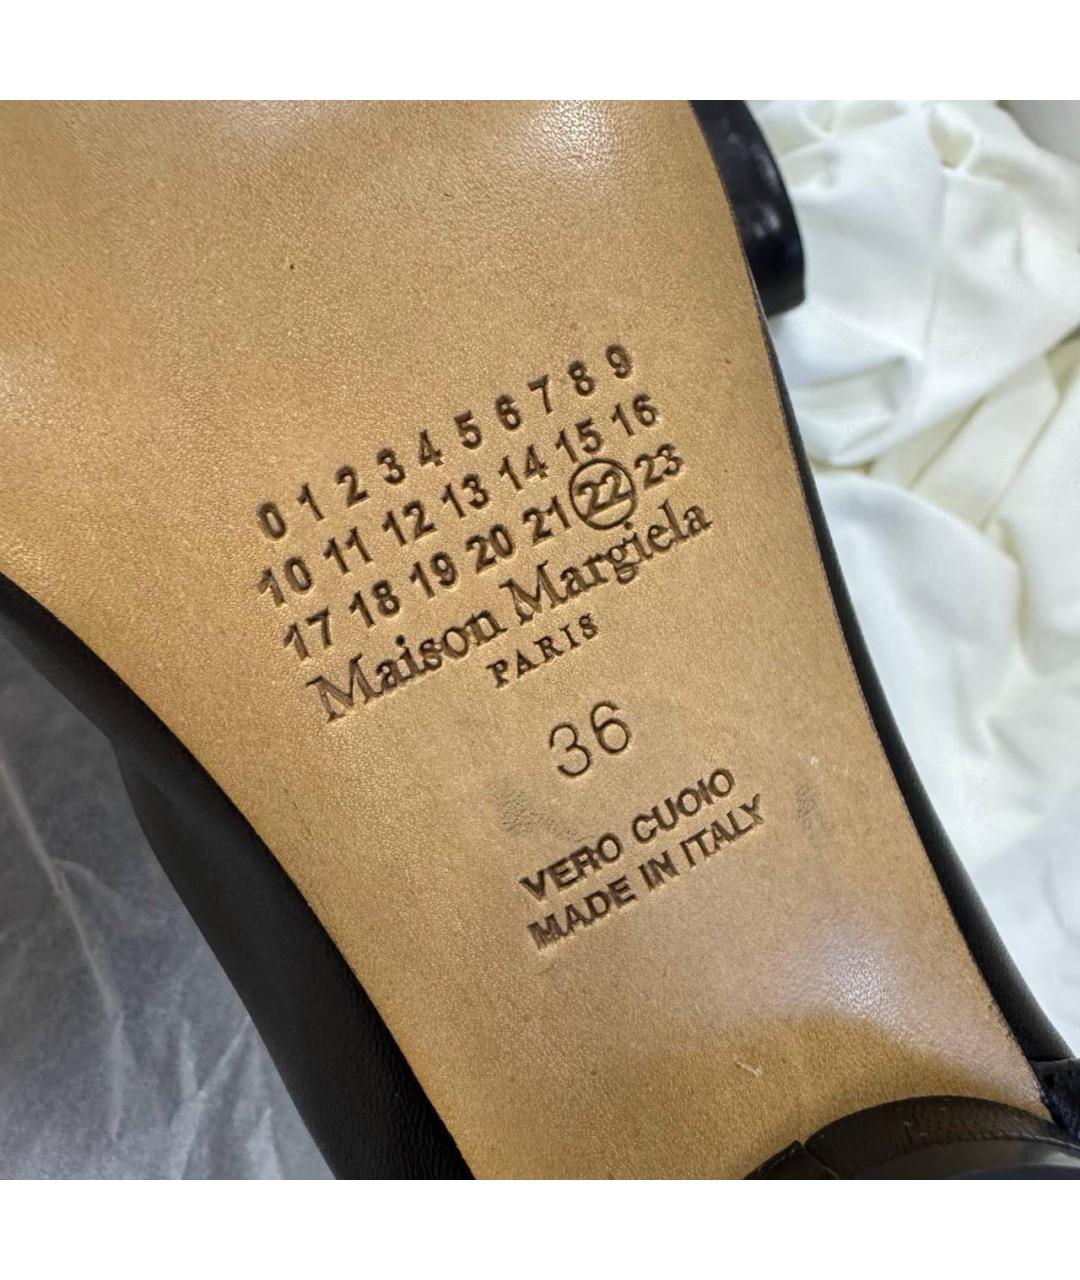 0 1 2 3 4 5 6 7 8 9
10 11 12 13 14 15 16
17 18 19 20 21 22 23
Maison Margiela
PARIS
36
VERO CUOIO
MADE IN ITALY